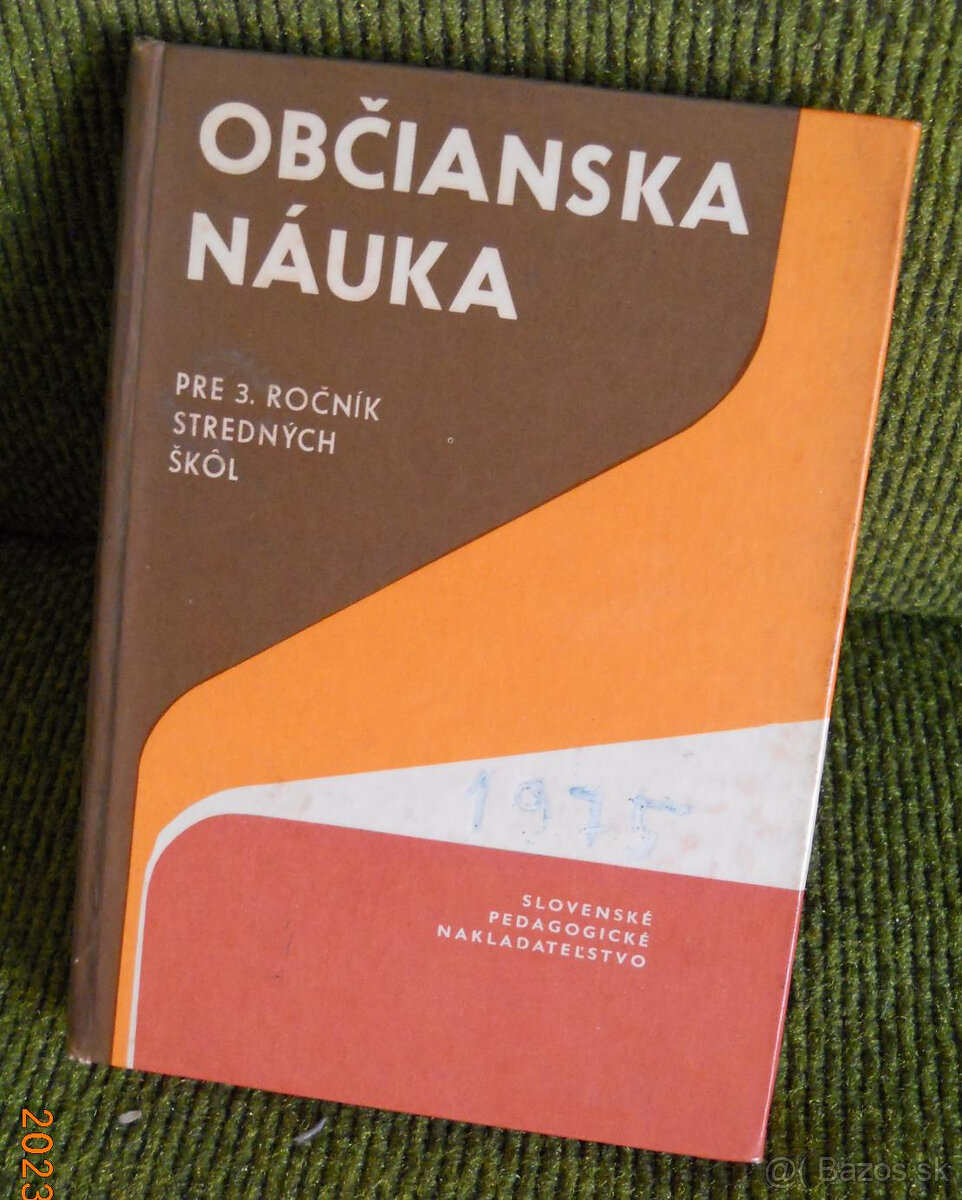 OBČIANSKA
NÁUKA
PRE 3. ROČNÍK
STREDNÝCH
ŠKÔL
1975
SLOVENSKÉ
PEDAGOGICKÉ
NAKLADATEĽSTVO
2023
@( Bazos.sk